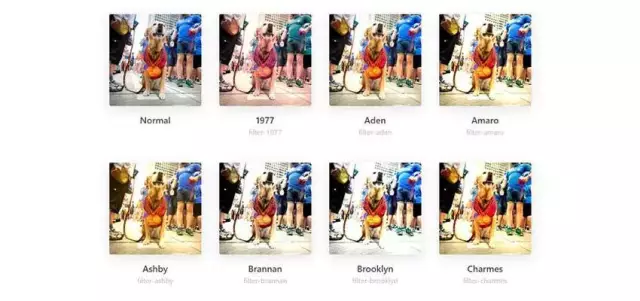 Normal
1977
Aden
Amaro
filter-1977
filter-aden
filter-amaro
Ashby
Brannan
Brooklyn
Charmes
filter-ashby
filter-brannan
filter-brooklyn
filter-charmes